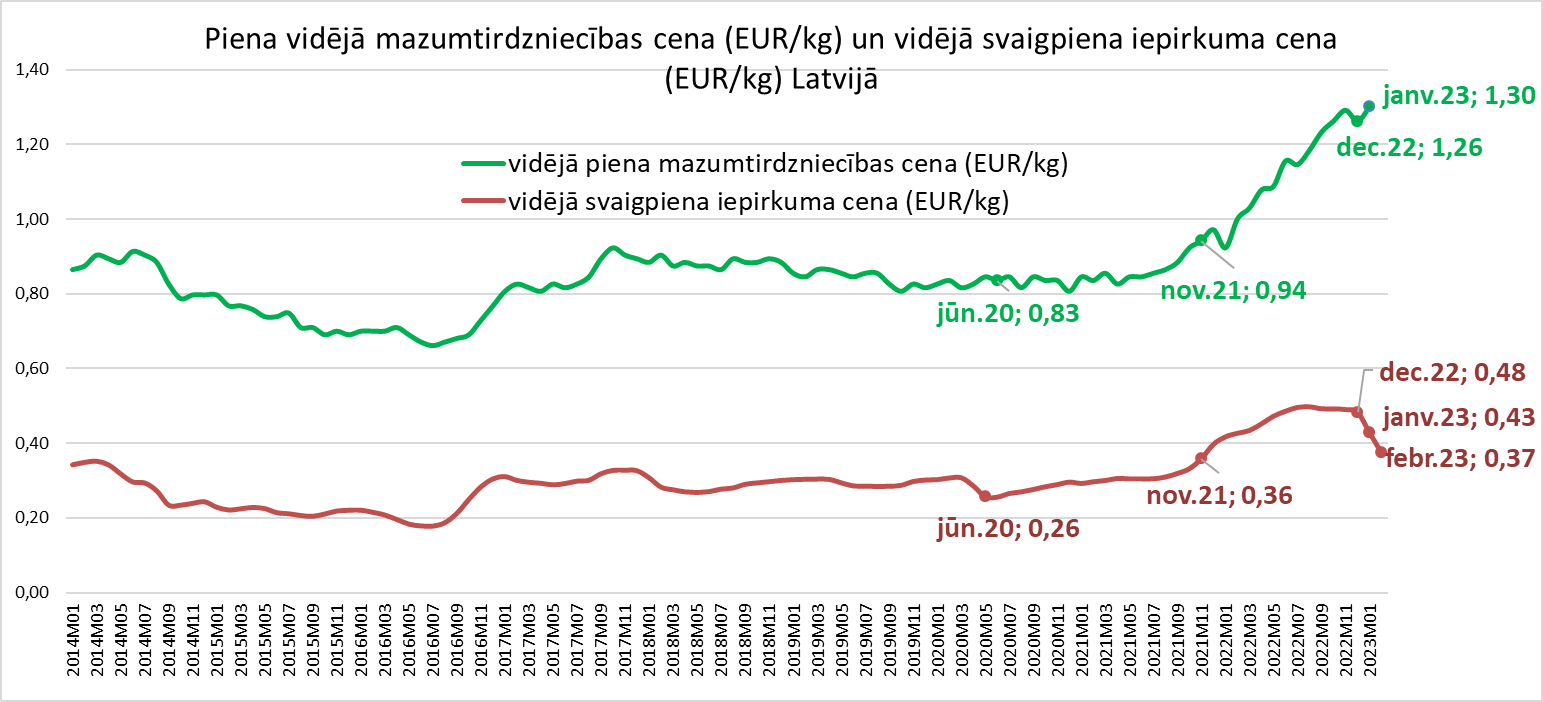 Piena vidējā mazumtirdzniecības cena (EUR/kg) un vidējā svaigpiena iepirkuma cena
(EUR/kg) Latvijā
1,40
1,20
1,00
0,80
0,60
0,40
0,20
0,00
vidējā piena mazumtirdzniecības cena (EUR/kg)
vidējā svaigpiena iepirkuma cena (EUR/kg)
janv.23; 1,30
dec.22; 1,26
nov.21; 0,94
jūn.20; 0,83
dec.22; 0,48
janv.23; 0,43
febr.23; 0,37
nov.21; 0,36
jūn.20; 0,26
2014M01
2014M03
2014M05
2014M07
2014M09
2014M11
2015M01
2015M03
2015M05
2015M07
2015M09
2015M11
2016M01
2016M03
2016M05
2016M07
2016M09
2016M11
2017M01
2017M03
2017M05
2017M07
2017M09
2017M11
2018M01
2018M03
2018M05
2018M07
2018M09
2018M11
2019M01
2019M03
2019M05
2019M07
2019M09
2019M11
2020M01
2020M03
2020M05
2020M07
2020M09
2020M11
2021M01
2021M03
2021M05
2021M07
2021M09
2021M11
2022M01
2022M03
2022M05
2022M07
2022M09
2022M11
2023M01